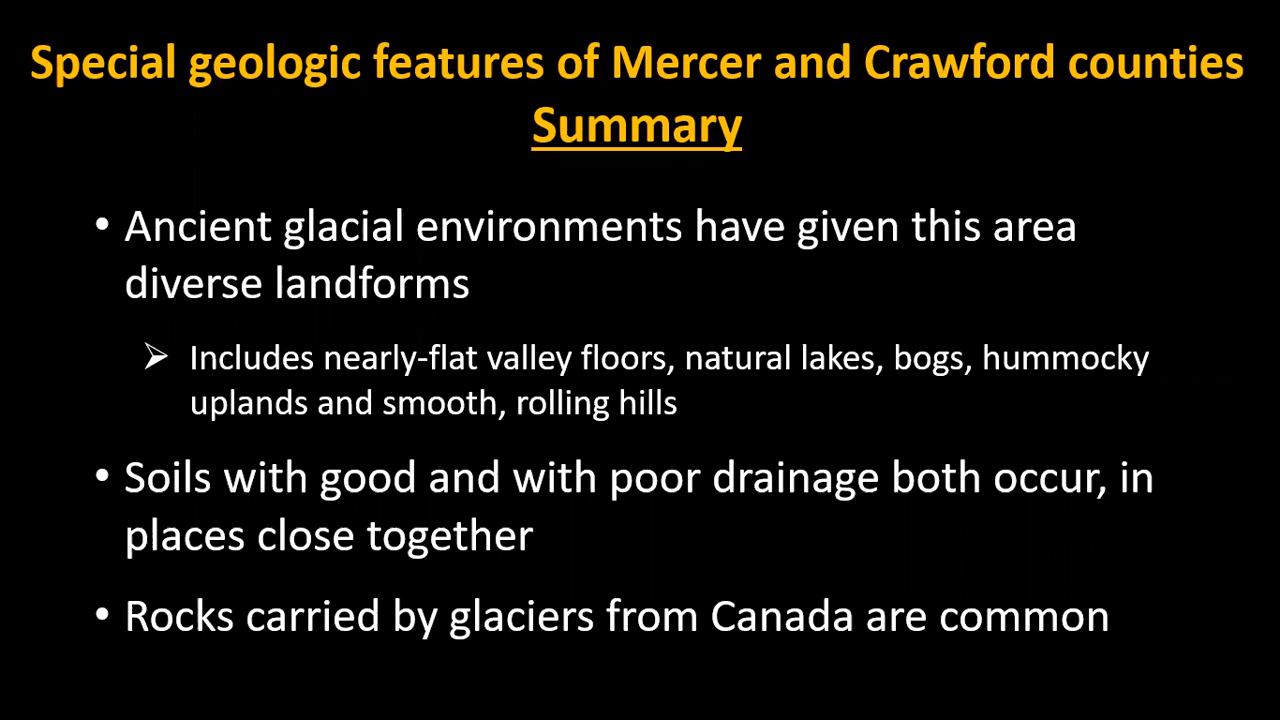 Special geologic features of Mercer and Crawford counties
Summary
• Ancient glacial environments have given this area
diverse landforms
➢ Includes nearly-flat valley floors, natural lakes, bogs, hummocky
uplands and smooth, rolling hills
• Soils with good and with poor drainage both occur, in
places close together
• Rocks carried by glaciers from Canada are common